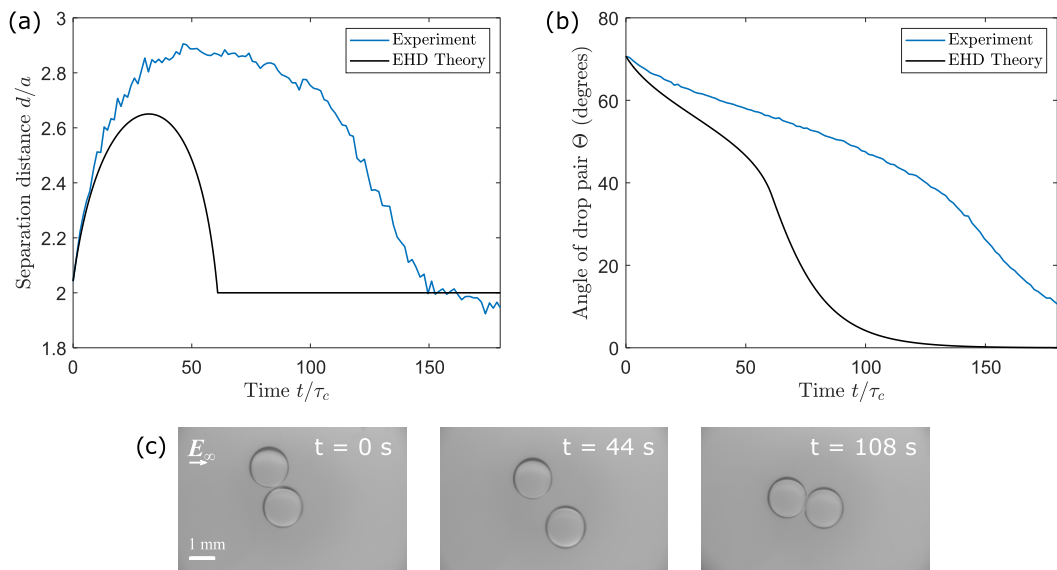 (a)
3
2.8
2.6
2.4
2.2
2
1.8
Separation distance d/a
Experiment
EHD Theory
0 50 100 150
Time t/τ_c
(b)
80
60
40
20
0
Angle of drop pair Θ (degrees)
Experiment
EHD Theory
0 50 100 150
Time t/τ_c
(c)
E_∞
t = 0 s
1 mm
t = 44 s
t = 108 s